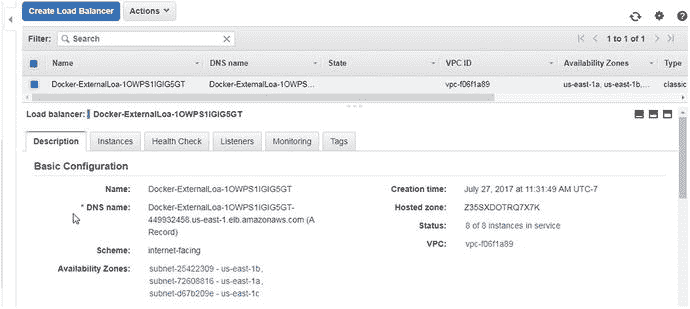 Create Load Balancer Actions
Filter: Search 1 to 1 of 1
Name DNS name State VPC ID Availability Zones Type
Docker-ExternalLoa-1OWPS1IGIG5GT Docker-ExternalLoa-1OWPS... vpc-f06f1a89 us-east-1a, us-east-1b,... classic
Load balancer: Docker-ExternalLoa-1OWPS1IGIG5GT
Description Instances Health Check Listeners Monitoring Tags
Basic Configuration
Name: Docker-ExternalLoa-1OWPS1IGIG5GT Creation time: July 27, 2017 at 11:31:49 AM UTC-7
* DNS name: Docker-ExternalLoa-1OWPS1IGIG5GT- Hosted zone: Z35SXDOTRQ7X7K
449932458.us-east-1.elb.amazonaws.com (A
Record) Status: 8 of 8 instances in service
Scheme: internet-facing VPC: vpc-f06f1a89
Availability Zones: subnet-25422309 - us-east-1b,
subnet-72608816 - us-east-1a,
subnet-d67b209e - us-east-1c